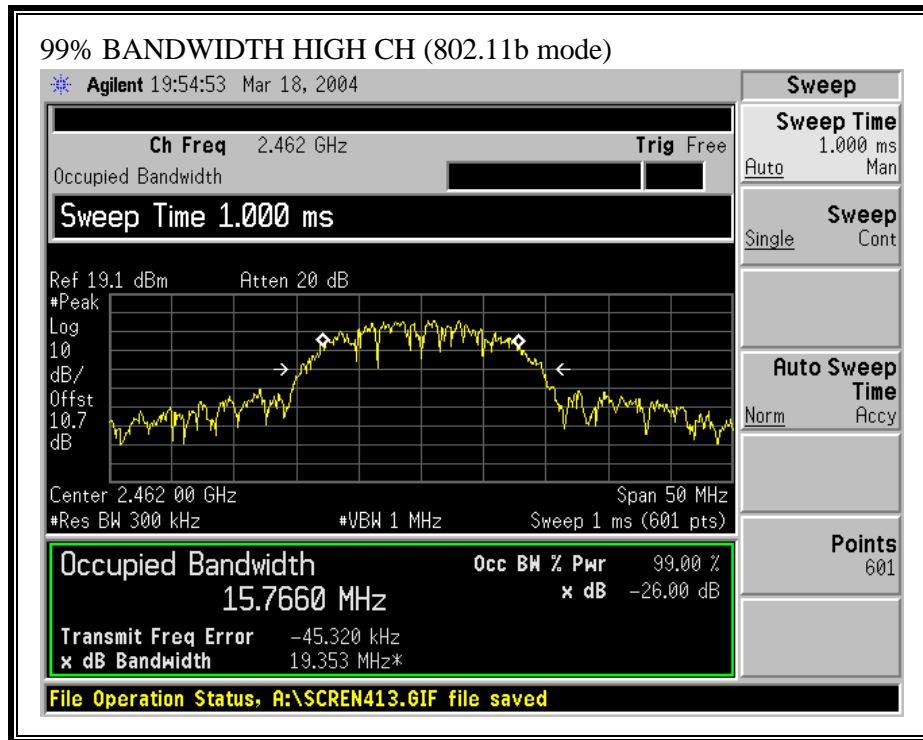 99% BANDWIDTH HIGH CH (802.11b mode)
Agilent 19:54:53 Mar 18, 2004
Sweep
Ch Freq 2.462 GHz Trig Free
Occupied Bandwidth
Sweep Time 1.000 ms
Ref 19.1 dBm Atten 20 dB
#Peak
Log
10
dB/
Offst
10.7
dB
Center 2.462 00 GHz Span 50 MHz
#Res BW 300 kHz #VBW 1 MHz Sweep 1 ms (601 pts)
Occupied Bandwidth Occ BW % Pwr 99.00 %
15.7660 MHz x dB -26.00 dB
Transmit Freq Error -45.320 kHz
x dB Bandwidth 19.353 MHz*
File Operation Status, A:\SCREN413.GIF file saved
Sweep Time
1.000 ms
Auto Man
Sweep
Single Cont
Auto Sweep
Time
Norm Accy
Points
601